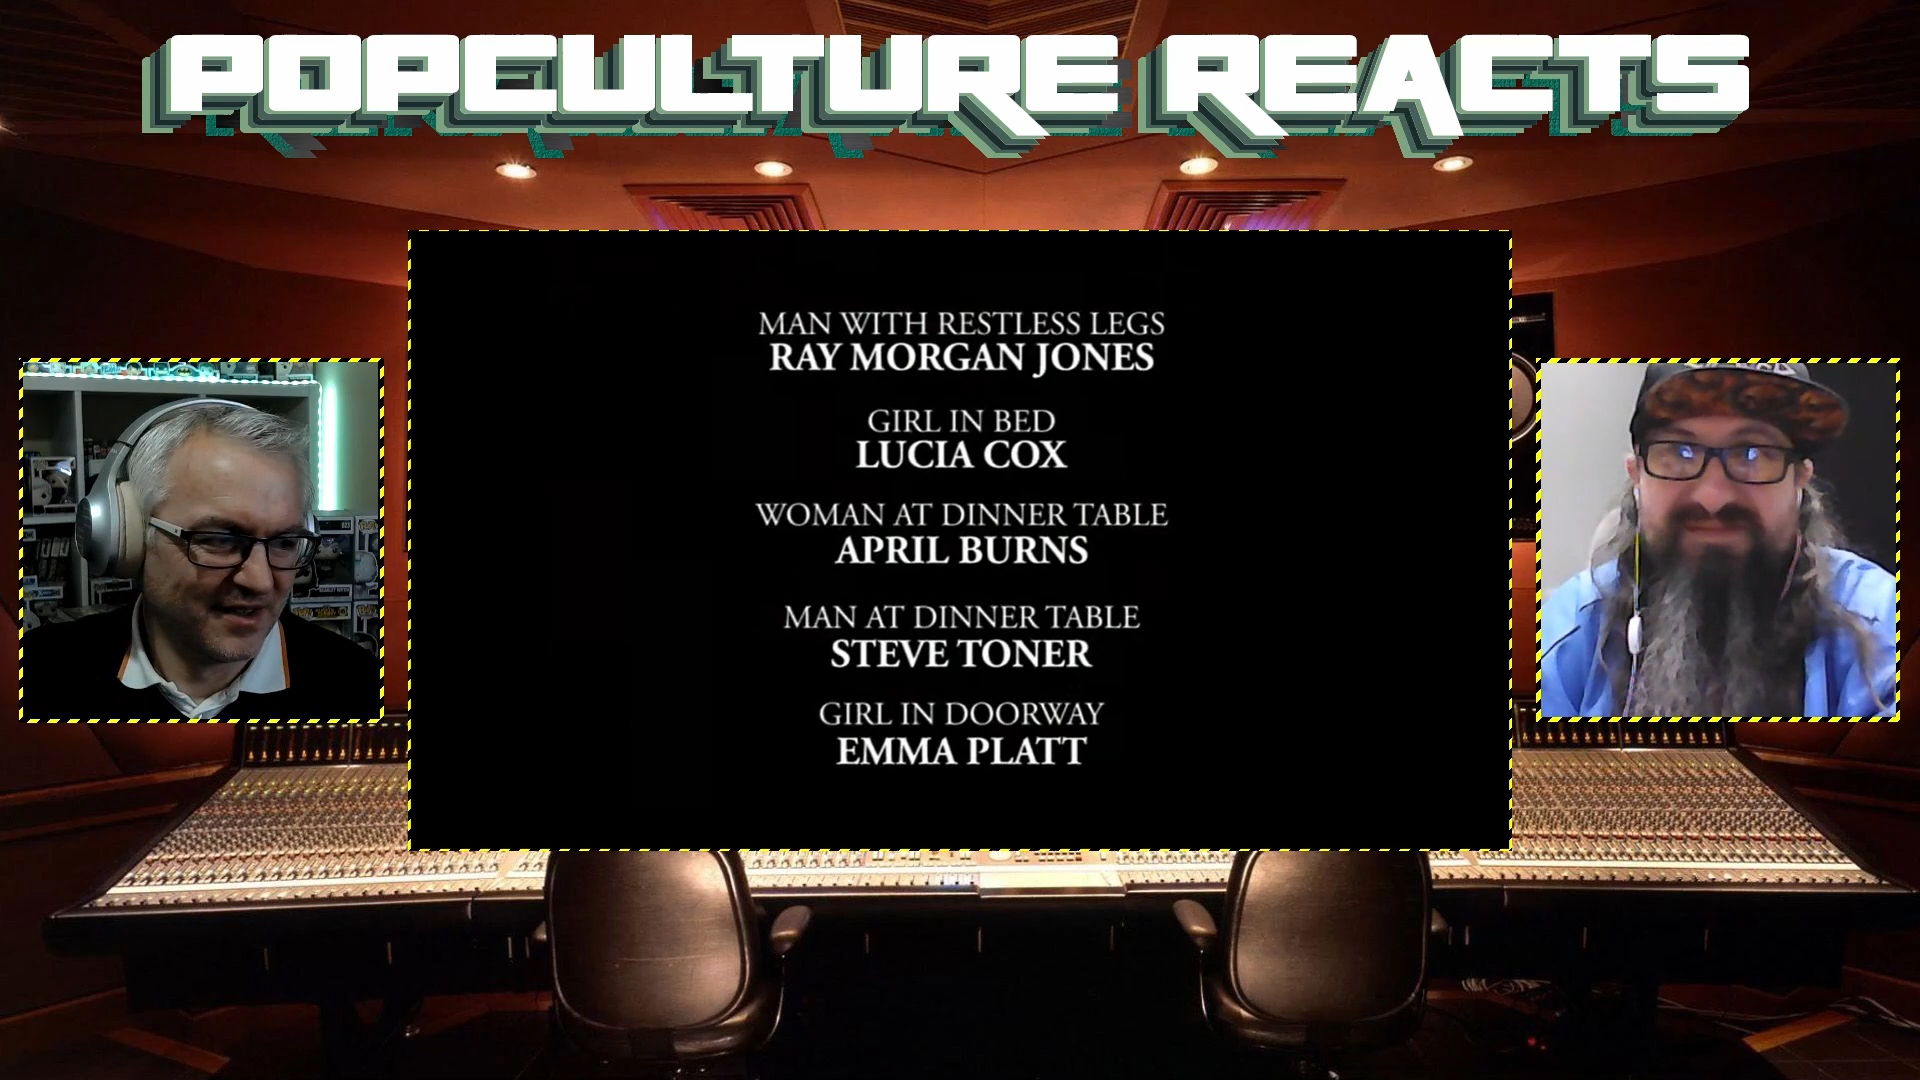 POPCULTURE REACTS
MAN WITH RESTLESS LEGS
RAY MORGAN JONES
GIRL IN BED
LUCIA COX
WOMAN AT DINNER TABLE
APRIL BURNS
MAN AT DINNER TABLE
STEVE TONER
GIRL IN DOORWAY
EMMA PLATT